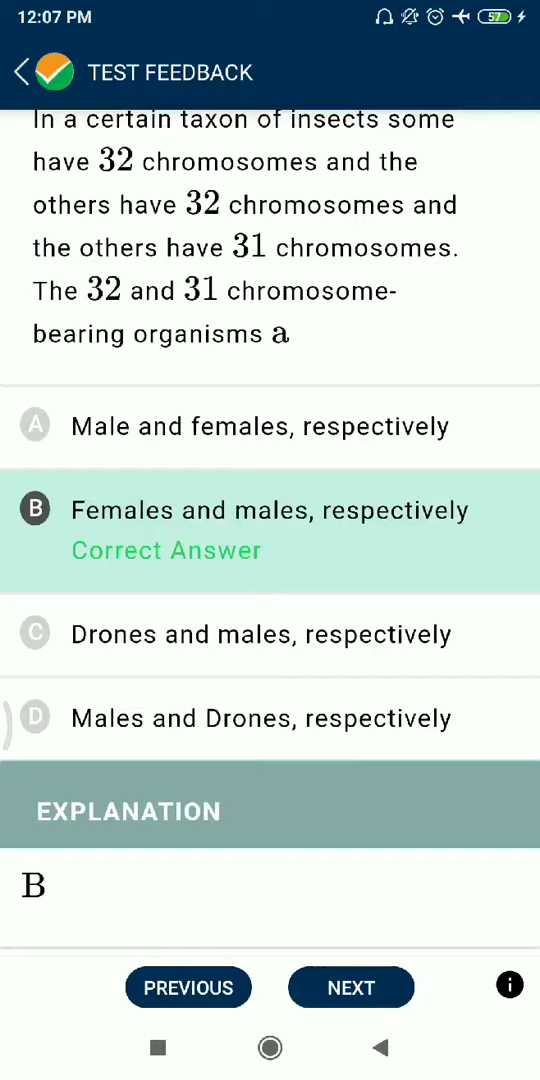 12:07 PM
57
TEST FEEDBACK
In a certain taxon of insects some
have 32 chromosomes and the
others have 32 chromosomes and
the others have 31 chromosomes.
The 32 and 31 chromosome-
bearing organisms a
A Male and females, respectively
B Females and males, respectively
Correct Answer
C Drones and males, respectively
D Males and Drones, respectively
EXPLANATION
B
PREVIOUS
NEXT
i